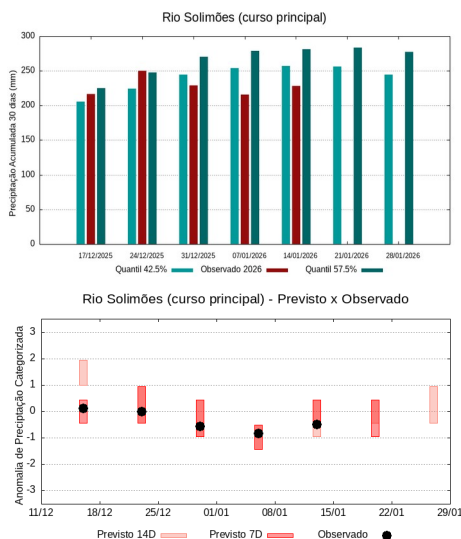 Rio Solimões (curso principal)
Precipitação Acumulada 30 dias (mm)
300
250
200
150
100
50
0
17/12/2025 24/12/2025 31/12/2025 07/01/2026 14/01/2026 21/01/2026 28/01/2026
Quantil 42.5% Observado 2026 Quantil 57.5%
Rio Solimões (curso principal) - Previsto x Observado
Anomalia de Preciptação Categorizada
3
2
1
0
-1
-2
-3
11/12 18/12 25/12 01/01 08/01 15/01 22/01 29/01
Previsto 14D Previsto 7D Observado